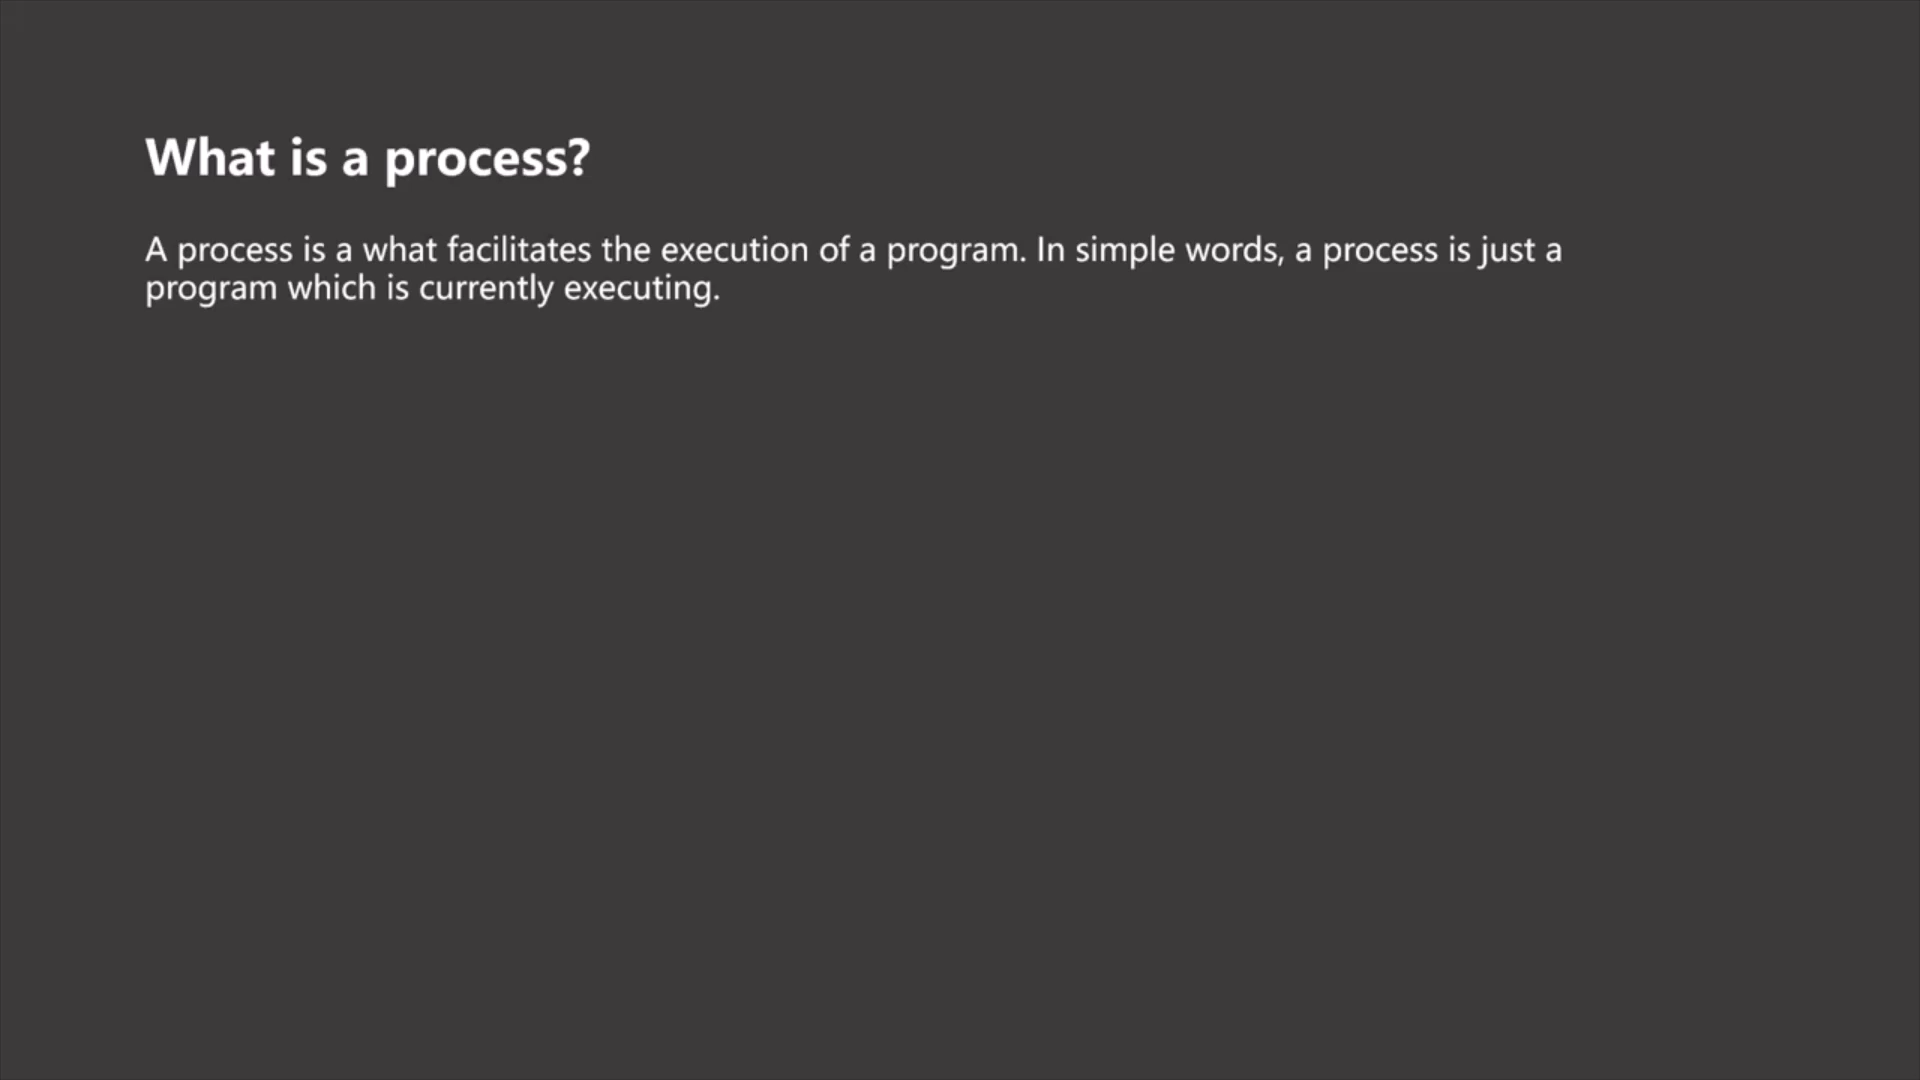 What is a process?
A process is a what facilitates the execution of a program. In simple words, a process is just a
program which is currently executing.